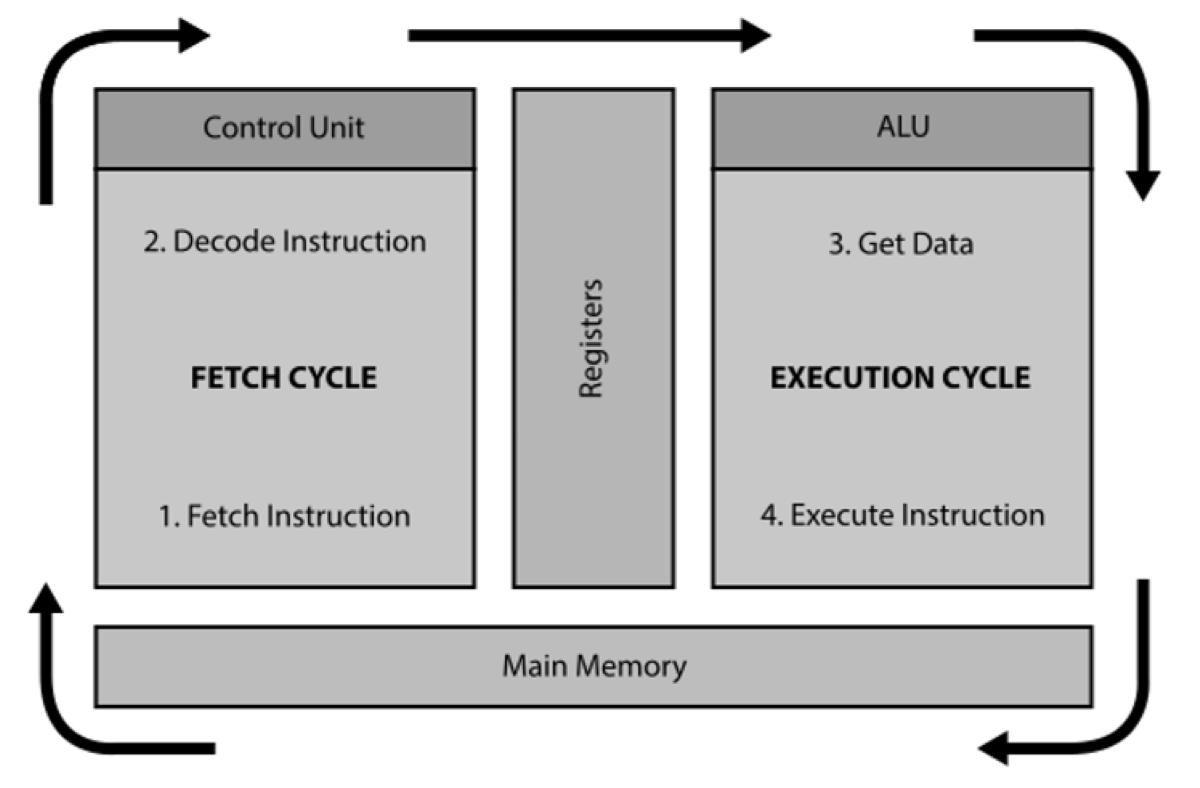 Control Unit
2. Decode Instruction
FETCH CYCLE
1. Fetch Instruction
Registers
ALU
3. Get Data
EXECUTION CYCLE
4. Execute Instruction
Main Memory